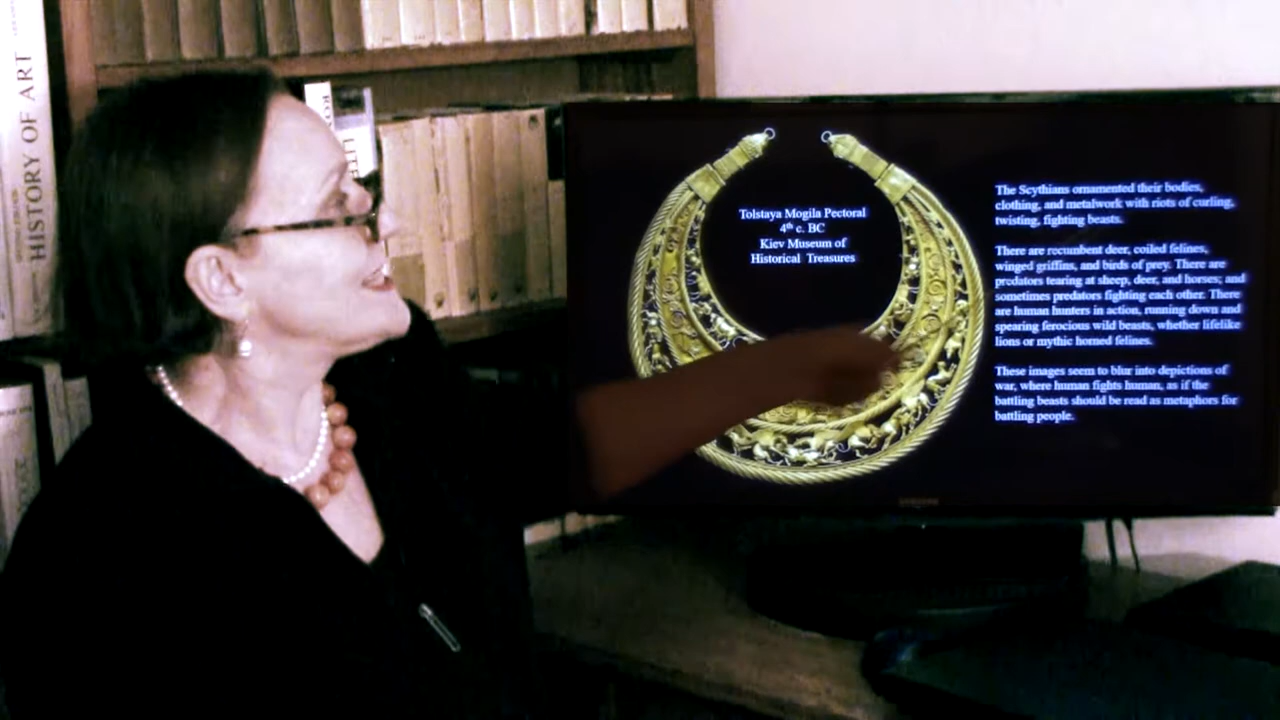 HISTORY OF ART
Tolstaya Mogila Pectoral
4th c. BC
Kiev Museum of
Historical Treasures
The Scythians ornamented their bodies,
clothing, and metalwork with riots of curling,
twisting, fighting beasts.
There are recumbent deer, coiled felines,
winged griffins, and birds of prey. There are
predators tearing at sheep, deer, and horses; and
sometimes predators fighting each other. There
are human hunters in action, running down and
spearing ferocious wild beasts, whether lifelike
lions or mythic horned felines.
These images seem to blur into depictions of
war, where human fights human, as if the
battling beasts should be read as metaphors for
battling people.